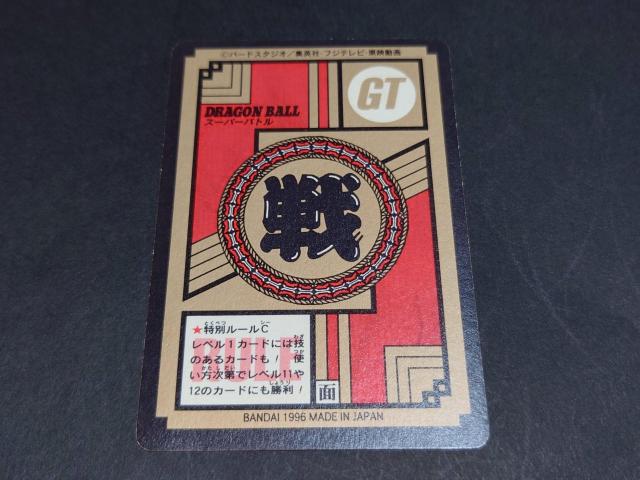 ©バードスタジオ／集英社・フジテレビ・東映動画
GT
DRAGON BALL
スーパーバトル
戦
★特別ルールC
レベル1カードには技
のあるカードも！ 使
い方次第でレベル11や
12のカードにも勝利！
RULE
面
BANDAI 1996 MADE IN JAPAN